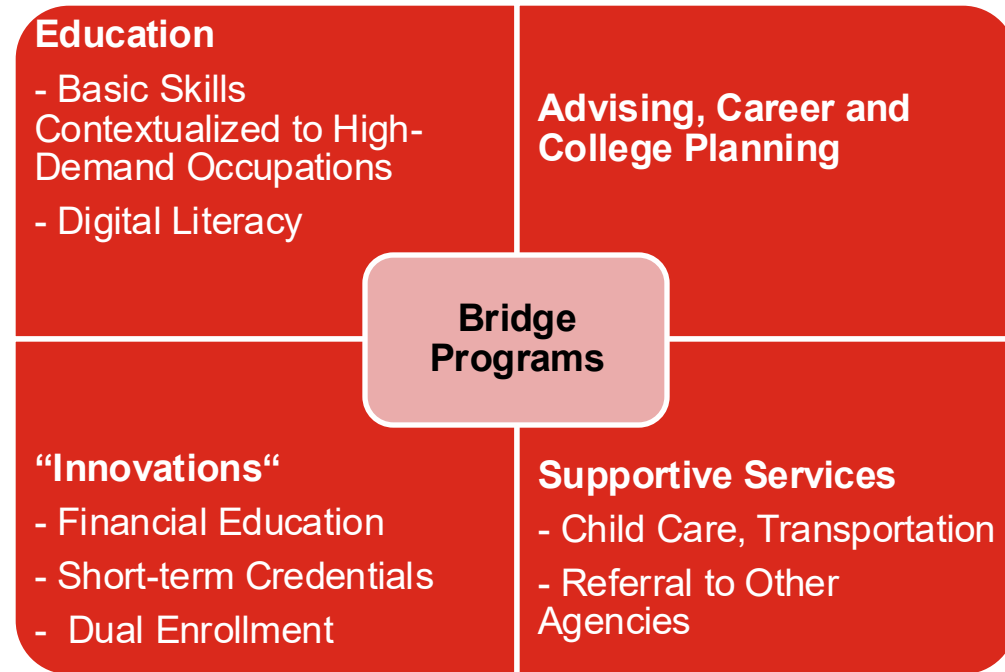 Education
- Basic Skills
Contextualized to High-
Demand Occupations
- Digital Literacy
Advising, Career and
College Planning
Bridge
Programs
“Innovations“
- Financial Education
- Short-term Credentials
-  Dual Enrollment
Supportive Services
- Child Care, Transportation
- Referral to Other
Agencies